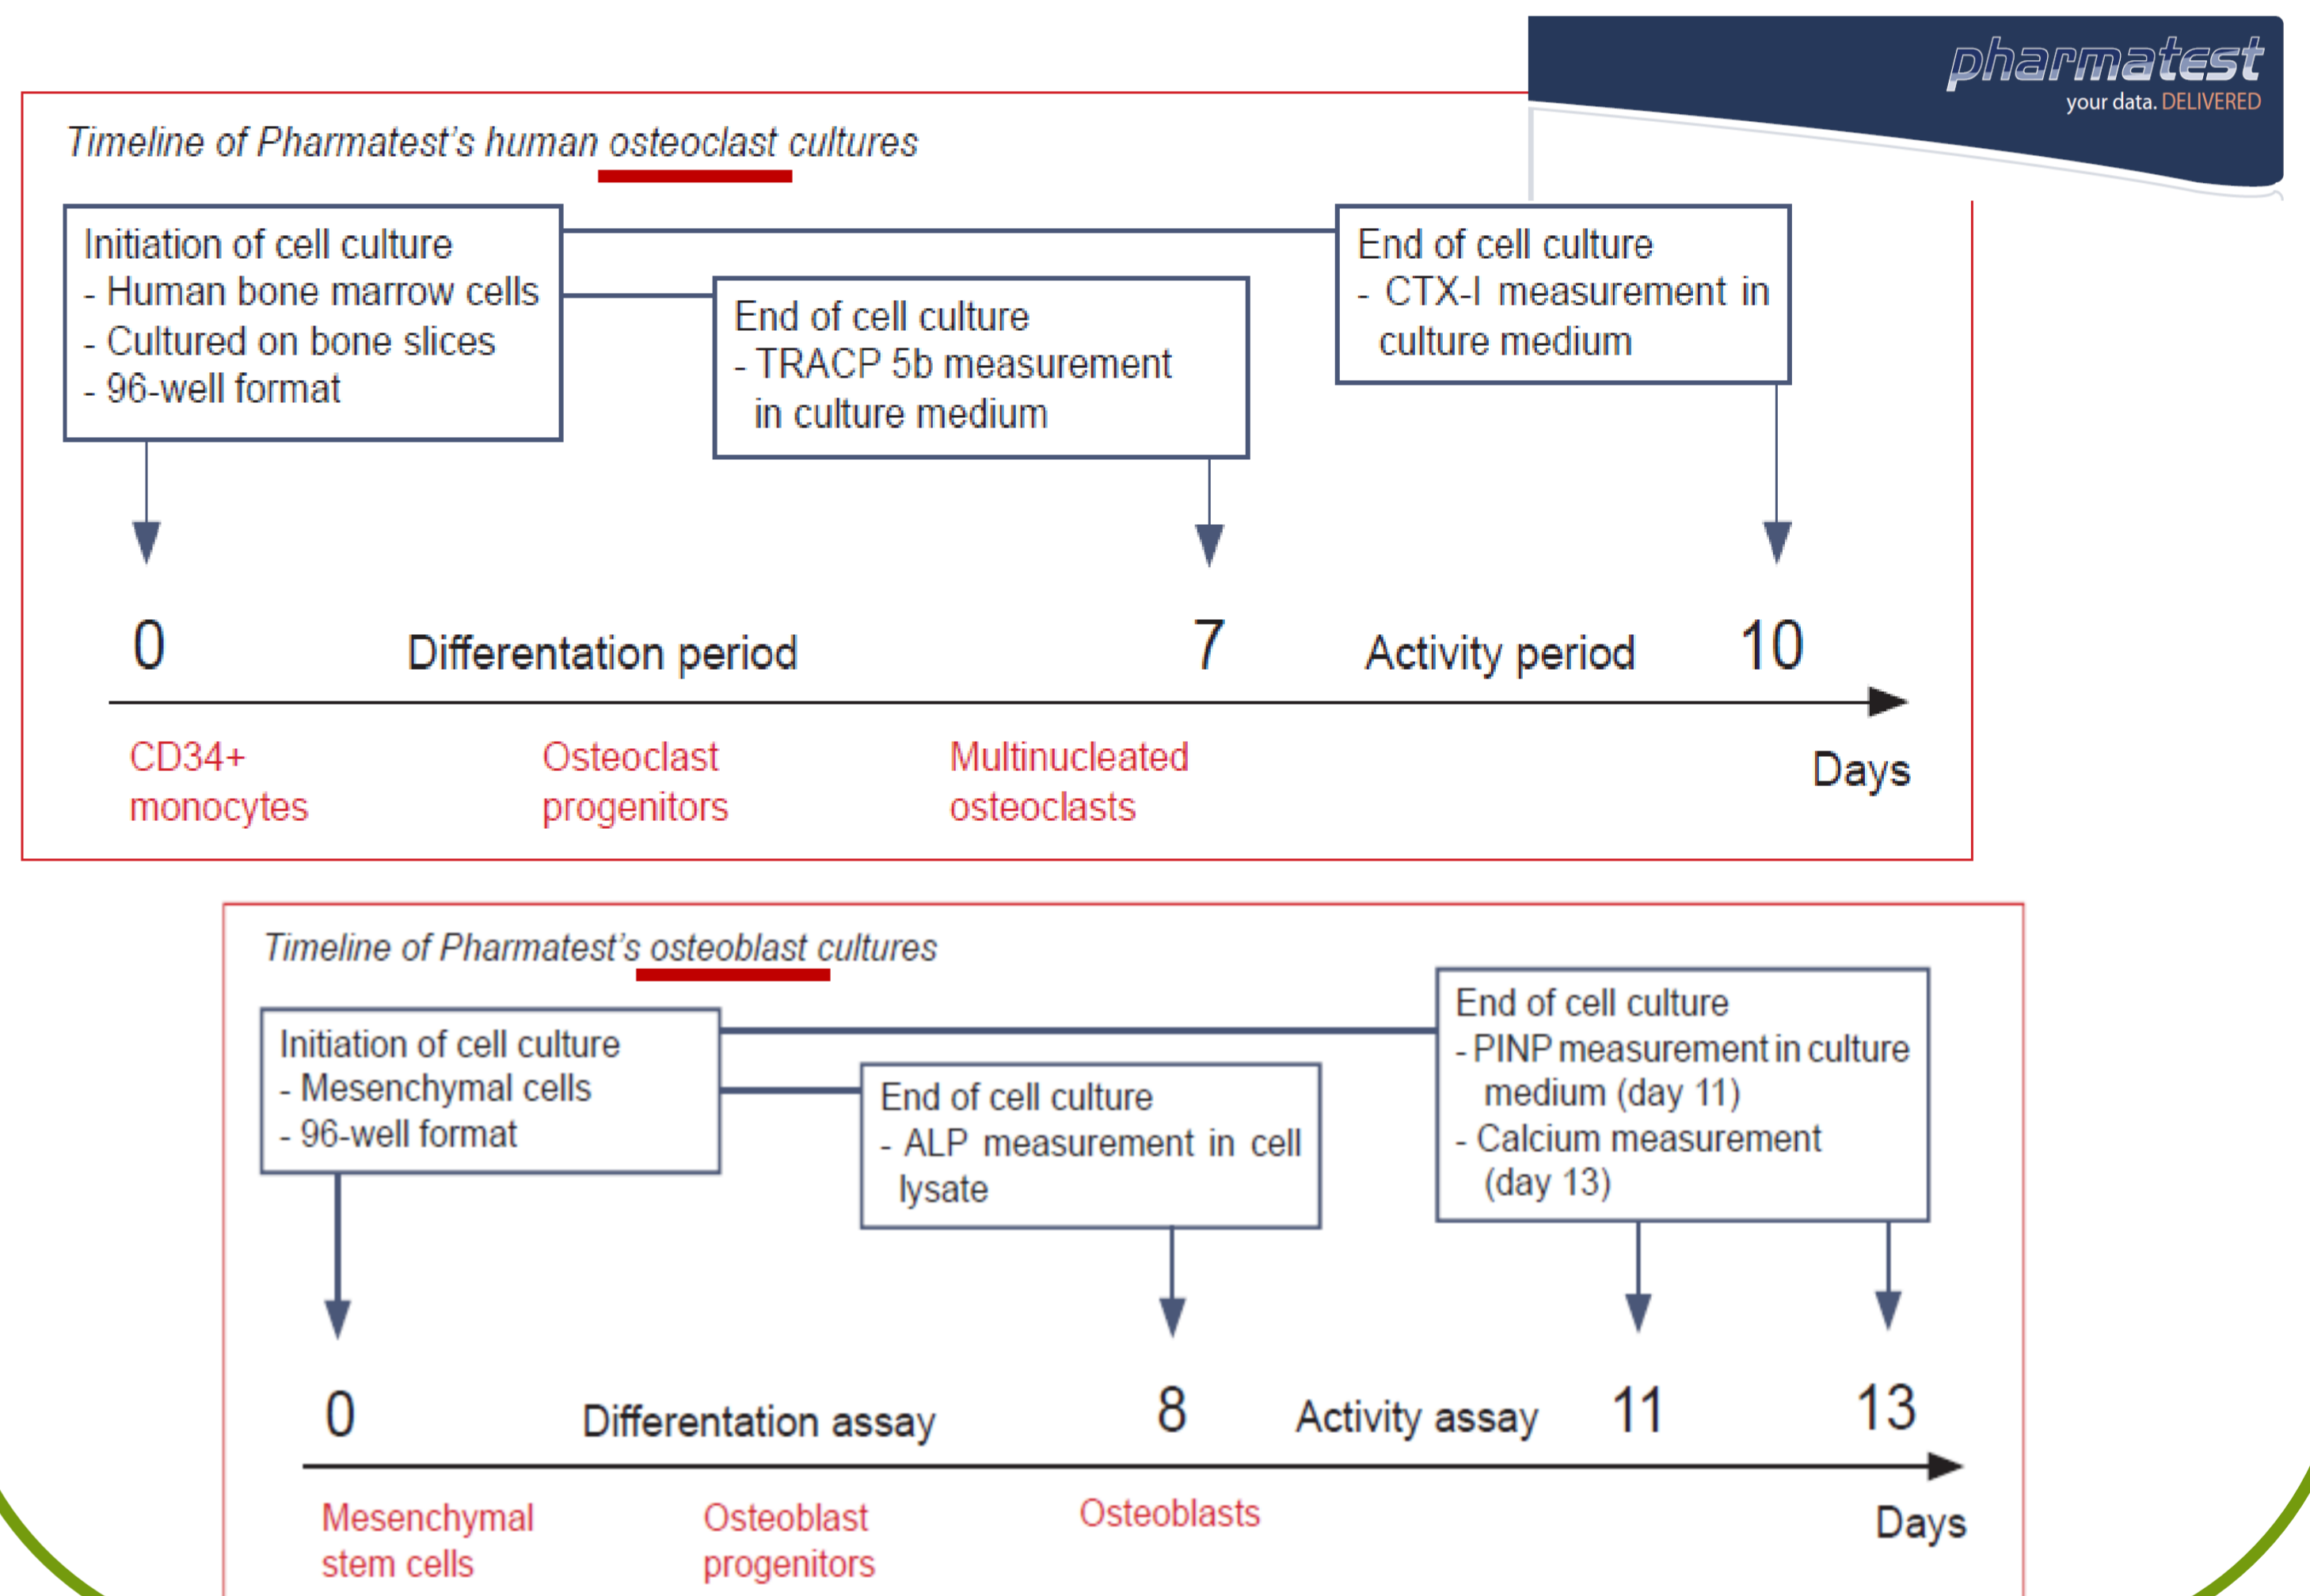 pharmatest
your data. DELIVERED
Timeline of Pharmatest's human osteoclast cultures
Initiation of cell culture
- Human bone marrow cells
- Cultured on bone slices
- 96-well format
End of cell culture
- TRACP 5b measurement
in culture medium
End of cell culture
- CTX-I measurement in
culture medium
0
Differentation period
7
Activity period
10
CD34+
monocytes
Osteoclast
progenitors
Multinucleated
osteoclasts
Days
Timeline of Pharmatest's osteoblast cultures
Initiation of cell culture
- Mesenchymal cells
- 96-well format
End of cell culture
- ALP measurement in cell
lysate
End of cell culture
- PINP measurement in culture
medium (day 11)
- Calcium measurement
(day 13)
0
Differentation assay
8
Activity assay
11
13
Mesenchymal
stem cells
Osteoblast
progenitors
Osteoblasts
Days